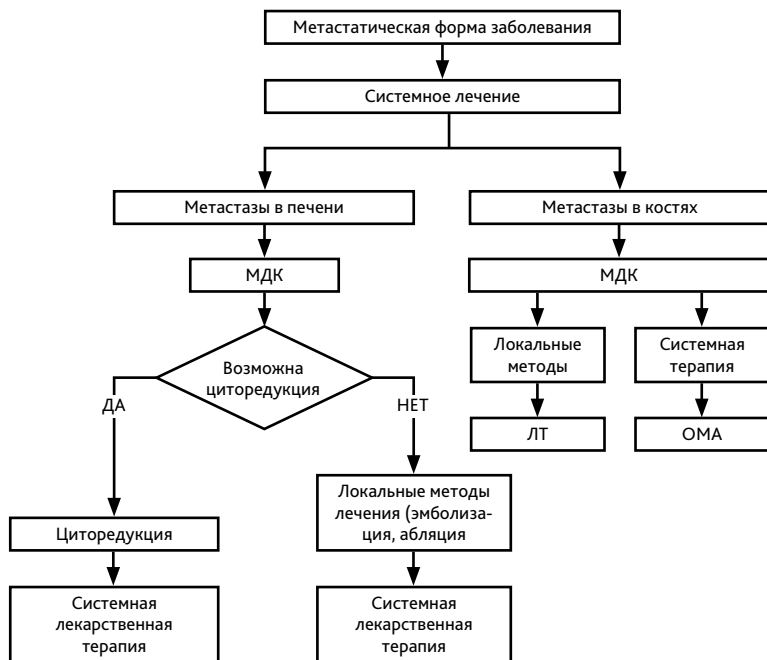 Метастатическая форма заболевания
Системное лечение
Метастазы в печени
Метастазы в костях
МДК
МДК
Локальные
методы
Системная
терапия
Возможна
циторедукция
ДА
НЕТ
ЛТ
ОМА
Локальные методы
лечения (эмболиза-
ция, абляция
Циторедукция
Системная
лекарственная
терапия
Системная
лекарственная
терапия